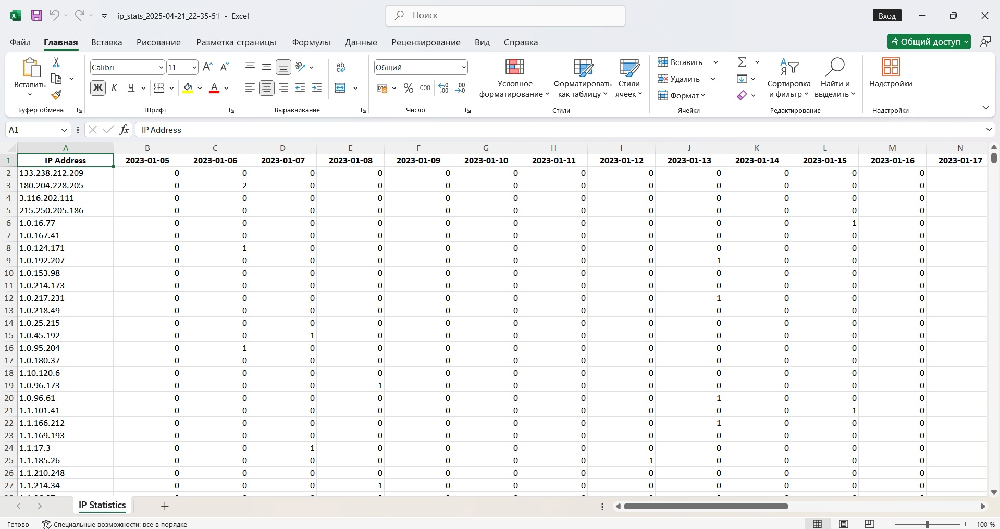 ip_stats_2025-04-21_22-35-51 - Excel
Поиск
Вход
Файл Главная Вставка Рисование Разметка страницы Формулы Данные Рецензирование Вид Справка Общий доступ
Вставить
Calibri 11
Ж К Ч
Общий
% 000
Условное форматирование
Форматировать как таблицу
Стили ячеек
Вставить
Удалить
Формат
Сортировка и фильтр
Найти и выделить
Надстройки
Буфер обмена Шрифт Выравнивание Число Стили Ячейки Редактирование Надстройки
A1 fx IP Address
A B C D E F G H I J K L M N
1 IP Address 2023-01-05 2023-01-06 2023-01-07 2023-01-08 2023-01-09 2023-01-10 2023-01-11 2023-01-12 2023-01-13 2023-01-14 2023-01-15 2023-01-16 2023-01-17
2 133.238.212.209 0 0 0 0 0 0 0 0 0 0 0 0
3 180.204.228.205 0 2 0 0 0 0 0 0 0 0 0 0
4 3.116.202.111 0 0 0 0 0 0 0 0 0 0 0 0
5 215.250.205.186 0 0 0 0 0 0 0 0 0 0 0 0
6 1.0.16.77 0 0 0 0 0 0 0 0 0 0 1 0
7 1.0.167.41 0 0 0 0 0 0 0 0 0 0 0 0
8 1.0.124.171 0 1 0 0 0 0 0 0 0 0 0 0
9 1.0.192.207 0 0 0 0 0 0 0 0 1 0 0 0
10 1.0.153.98 0 0 0 0 0 0 0 0 0 0 0 0
11 1.0.214.173 0 0 0 0 0 0 0 0 0 0 0 0
12 1.0.217.231 0 0 0 0 0 0 0 0 1 0 0 0
13 1.0.218.49 0 0 0 0 0 0 0 0 0 0 0 0
14 1.0.25.215 0 0 0 0 0 0 0 0 0 0 0 0
15 1.0.45.192 0 0 1 0 0 0 0 0 0 0 0 0
16 1.0.95.204 0 1 0 0 0 0 0 0 0 0 0 0
17 1.0.180.37 0 0 0 0 0 0 0 0 0 0 0 0
18 1.10.120.6 0 0 0 0 0 0 0 0 0 0 0 0
19 1.0.96.173 0 0 0 1 0 0 0 0 0 0 0 0
20 1.0.96.61 0 0 0 0 0 0 0 0 1 0 0 0
21 1.1.101.41 0 0 0 0 0 0 0 0 0 0 1 0
22 1.1.166.212 0 0 0 0 0 0 0 0 1 0 0 0
23 1.1.169.193 0 0 0 0 0 0 0 0 0 0 0 0
24 1.1.17.3 0 0 1 0 0 0 0 0 0 0 0 0
25 1.1.185.26 0 0 0 0 0 0 0 1 0 0 0 0
26 1.1.210.248 0 0 0 0 0 0 0 0 0 0 0 0
27 1.1.214.34 0 0 0 1 0 0 0 0 0 0 0 0
IP Statistics
Готово Специальные возможности: все в порядке 100 %